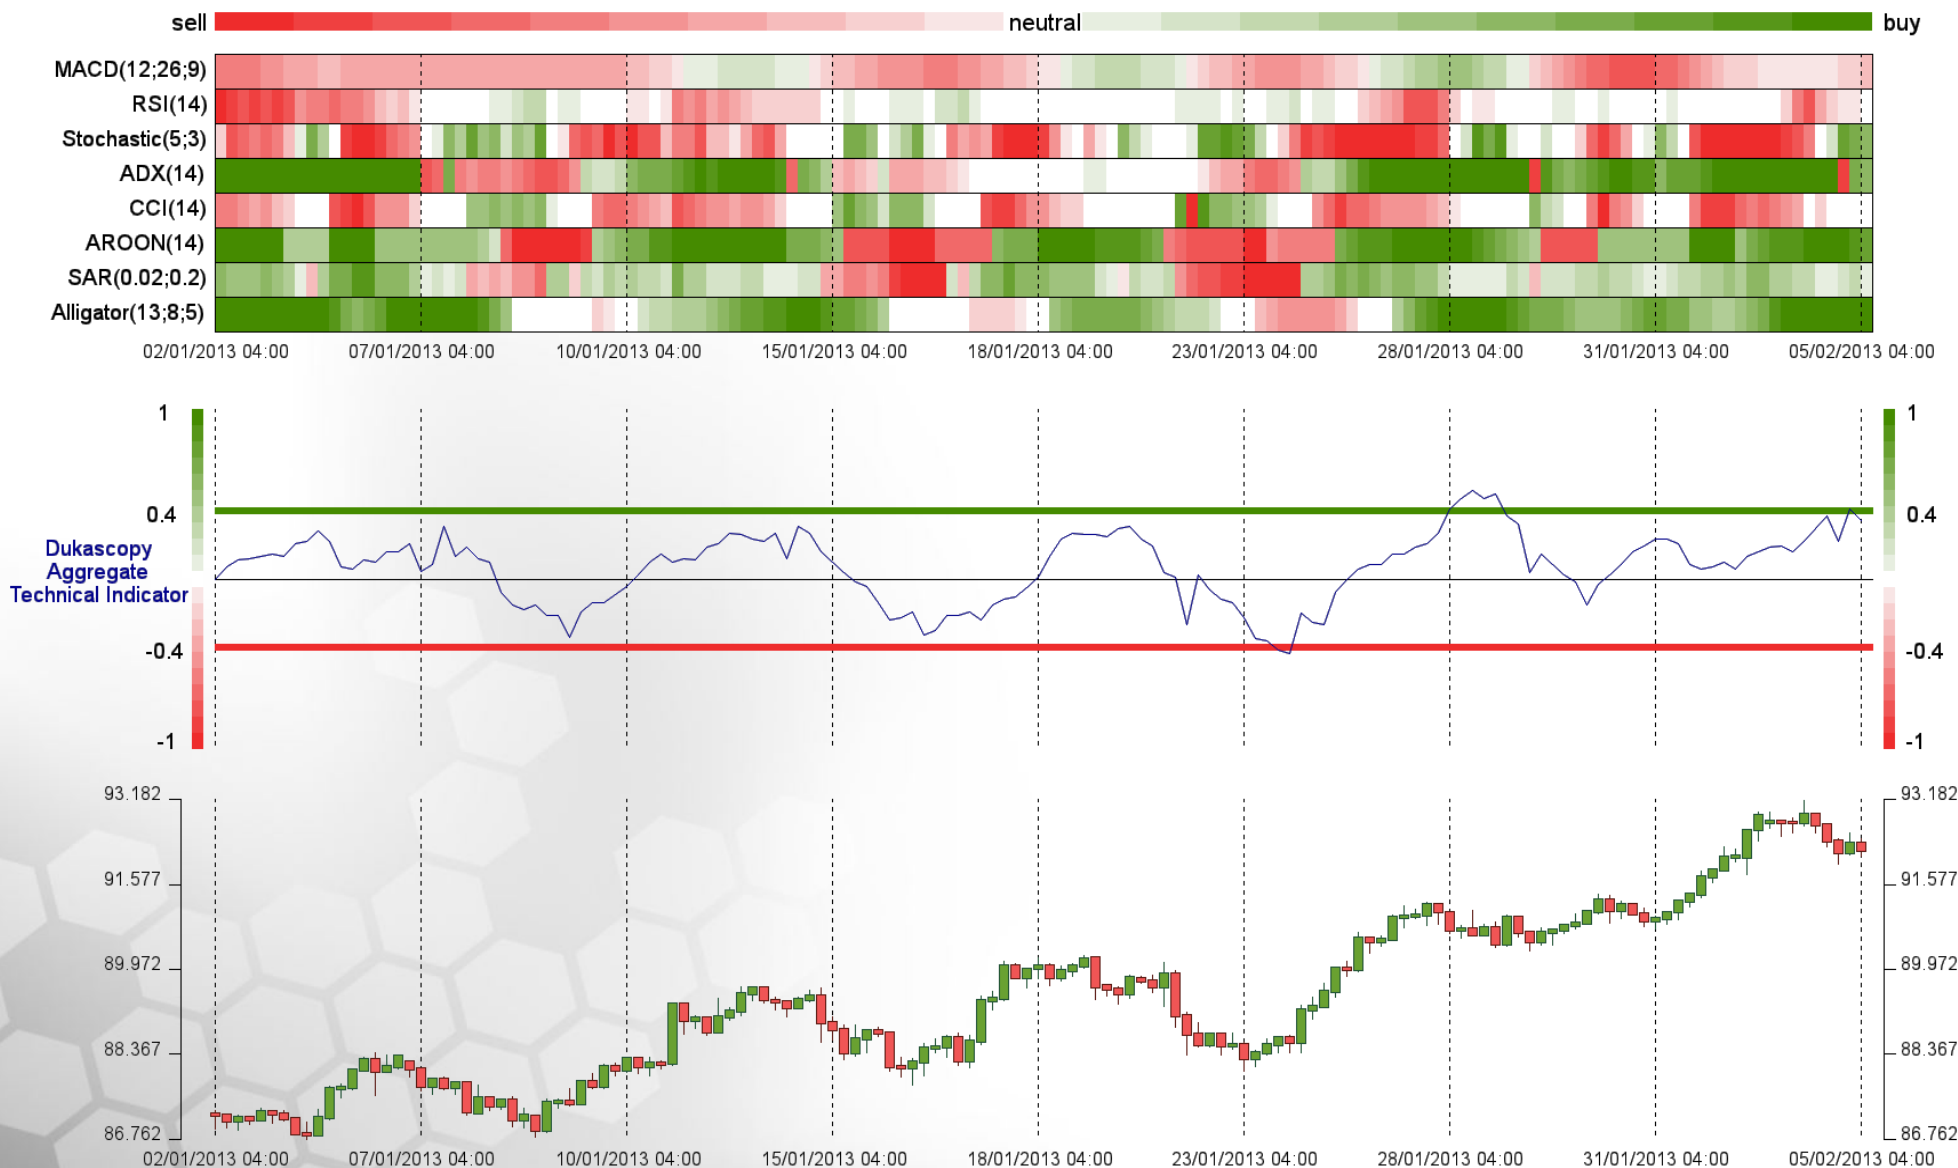 sell neutral buy
MACD(12;26;9)
RSI(14)
Stochastic(5;3)
ADX(14)
CCI(14)
AROON(14)
SAR(0.02;0.2)
Alligator(13;8;5)
02/01/2013 04:00 07/01/2013 04:00 10/01/2013 04:00 15/01/2013 04:00 18/01/2013 04:00 23/01/2013 04:00 28/01/2013 04:00 31/01/2013 04:00 05/02/2013 04:00
1 1
0.4 0.4
Dukascopy
Aggregate
Technical Indicator
-0.4 -0.4
-1 -1
93.182 93.182
91.577 91.577
89.972 89.972
88.367 88.367
86.762 86.762
02/01/2013 04:00 07/01/2013 04:00 10/01/2013 04:00 15/01/2013 04:00 18/01/2013 04:00 23/01/2013 04:00 28/01/2013 04:00 31/01/2013 04:00 05/02/2013 04:00